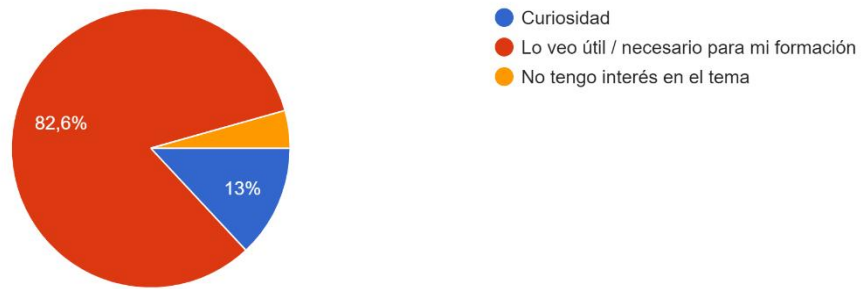 Curiosidad
Lo veo útil / necesario para mi formación
No tengo interés en el tema
82,6%
13%